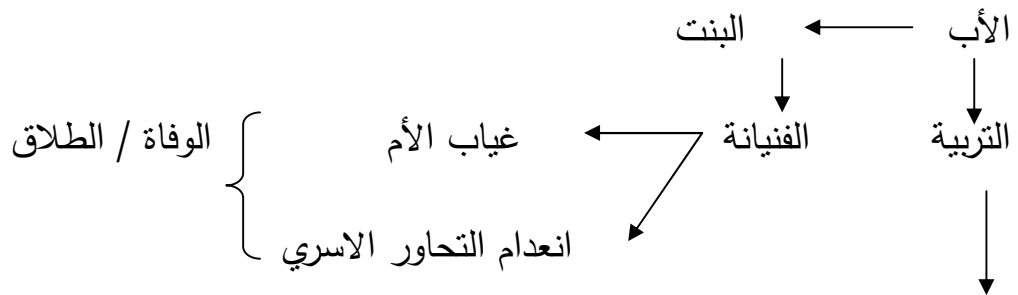 الأب البنت
التربية الفنيانة غياب الأم الوفاة / الطلاق
انعدام التحاور الاسري